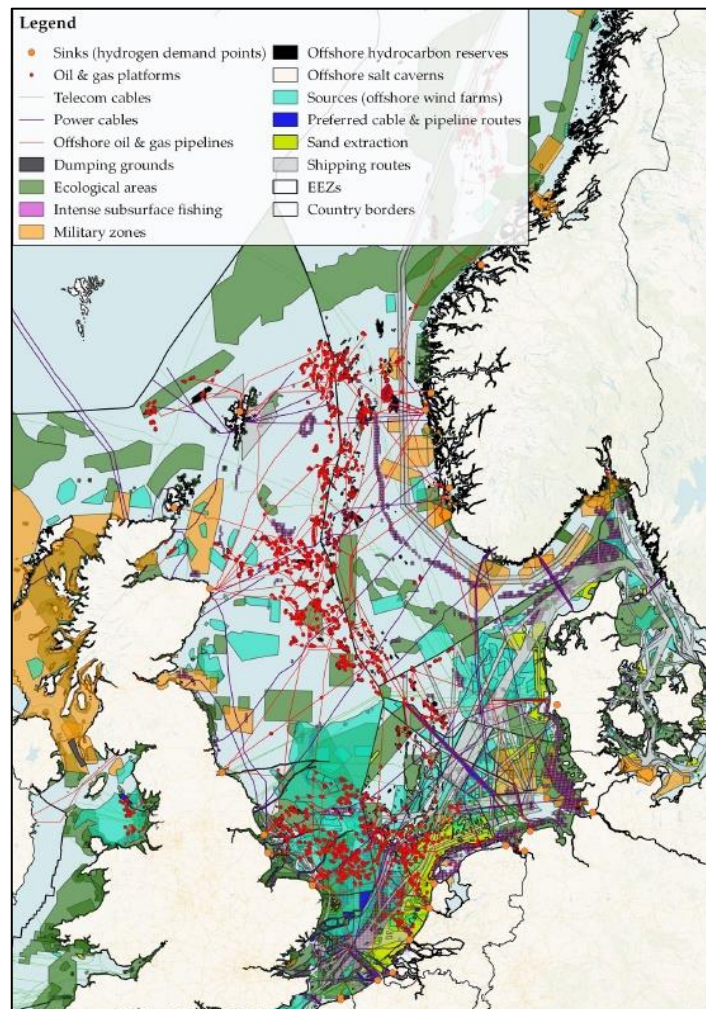 Legend
Sinks (hydrogen demand points)
Oil & gas platforms
Telecom cables
Power cables
Offshore oil & gas pipelines
Dumping grounds
Ecological areas
Intense subsurface fishing
Military zones
Offshore hydrocarbon reserves
Offshore salt caverns
Sources (offshore wind farms)
Preferred cable & pipeline routes
Sand extraction
Shipping routes
EEZs
Country borders